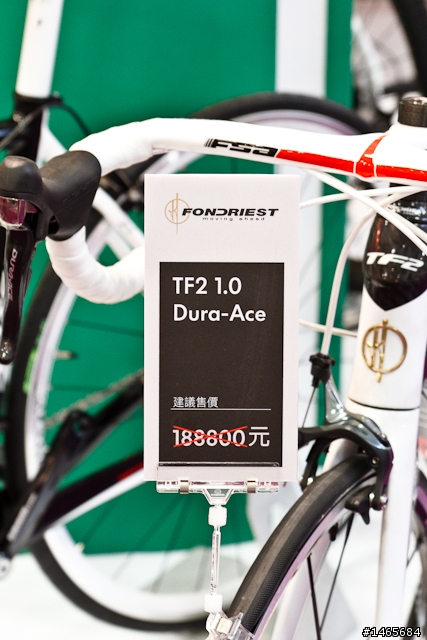 FSA
FONDRIEST
moving ahead
TF2 1.0
Dura-Ace
建議售價
188800元
TF2
#1465684